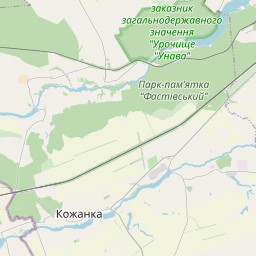 заказник
загальнодержавного
значення
"Урочище
"Унава"
Парк-пам'ятка
"Фастівський"
Кожанка